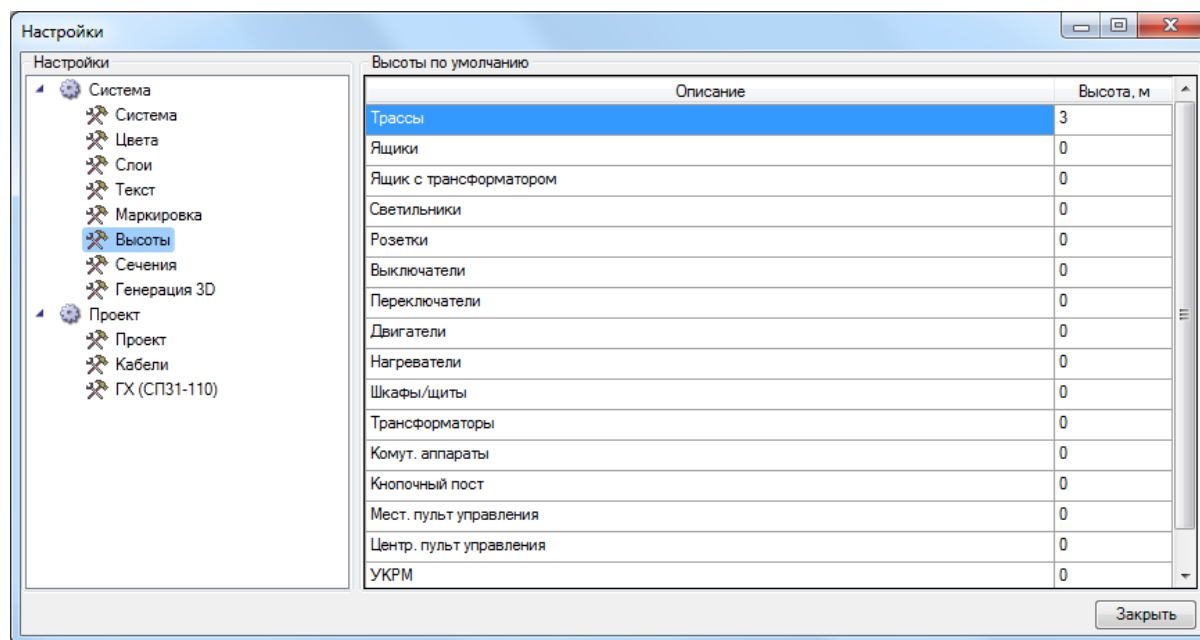 Настройки
Настройки
Система
Система
Цвета
Слои
Текст
Маркировка
Высоты
Сечения
Генерация 3D
Проект
Проект
Кабели
ГХ (СП31-110)
Высоты по умолчанию
Описание Высота, м
Трассы 3
Ящики 0
Ящик с трансформатором 0
Светильники 0
Розетки 0
Выключатели 0
Переключатели 0
Двигатели 0
Нагреватели 0
Шкафы/щиты 0
Трансформаторы 0
Комут. аппараты 0
Кнопочный пост 0
Мест. пульт управления 0
Центр. пульт управления 0
УКРМ 0
Закрыть